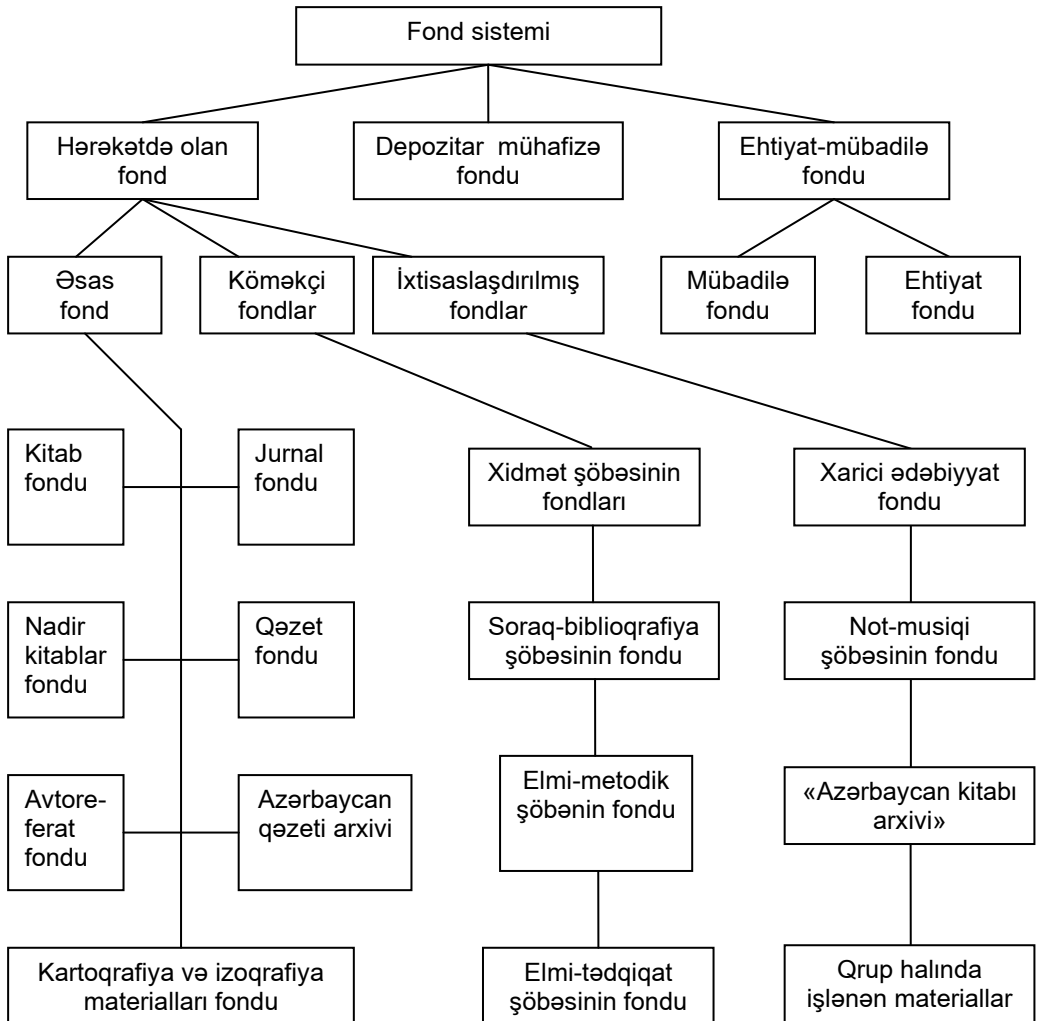 Fond sistemi
Hərəkətdə olan
fond
Depozitar mühafizə
fondu
Ehtiyat-mübadilə
fondu
Əsas
fond
Köməkçi
fondlar
İxtisaslaşdırılmış
fondlar
Mübadilə
fondu
Ehtiyat
fondu
Kitab
fondu
Jurnal
fondu
Xidmət şöbəsinin
fondları
Xarici ədəbiyyat
fondu
Nadir
kitablar
fondu
Qəzet
fondu
Soraq-biblioqrafiya
şöbəsinin fondu
Not-musiqi
şöbəsinin fondu
Avtore-
ferat
fondu
Azərbaycan
qəzeti arxivi
Elmi-metodik
şöbənin fondu
«Azərbaycan kitabı
arxivi»
Kartoqrafiya və izoqrafiya
materialları fondu
Elmi-tədqiqat
şöbəsinin fondu
Qrup halında
işlənən materiallar